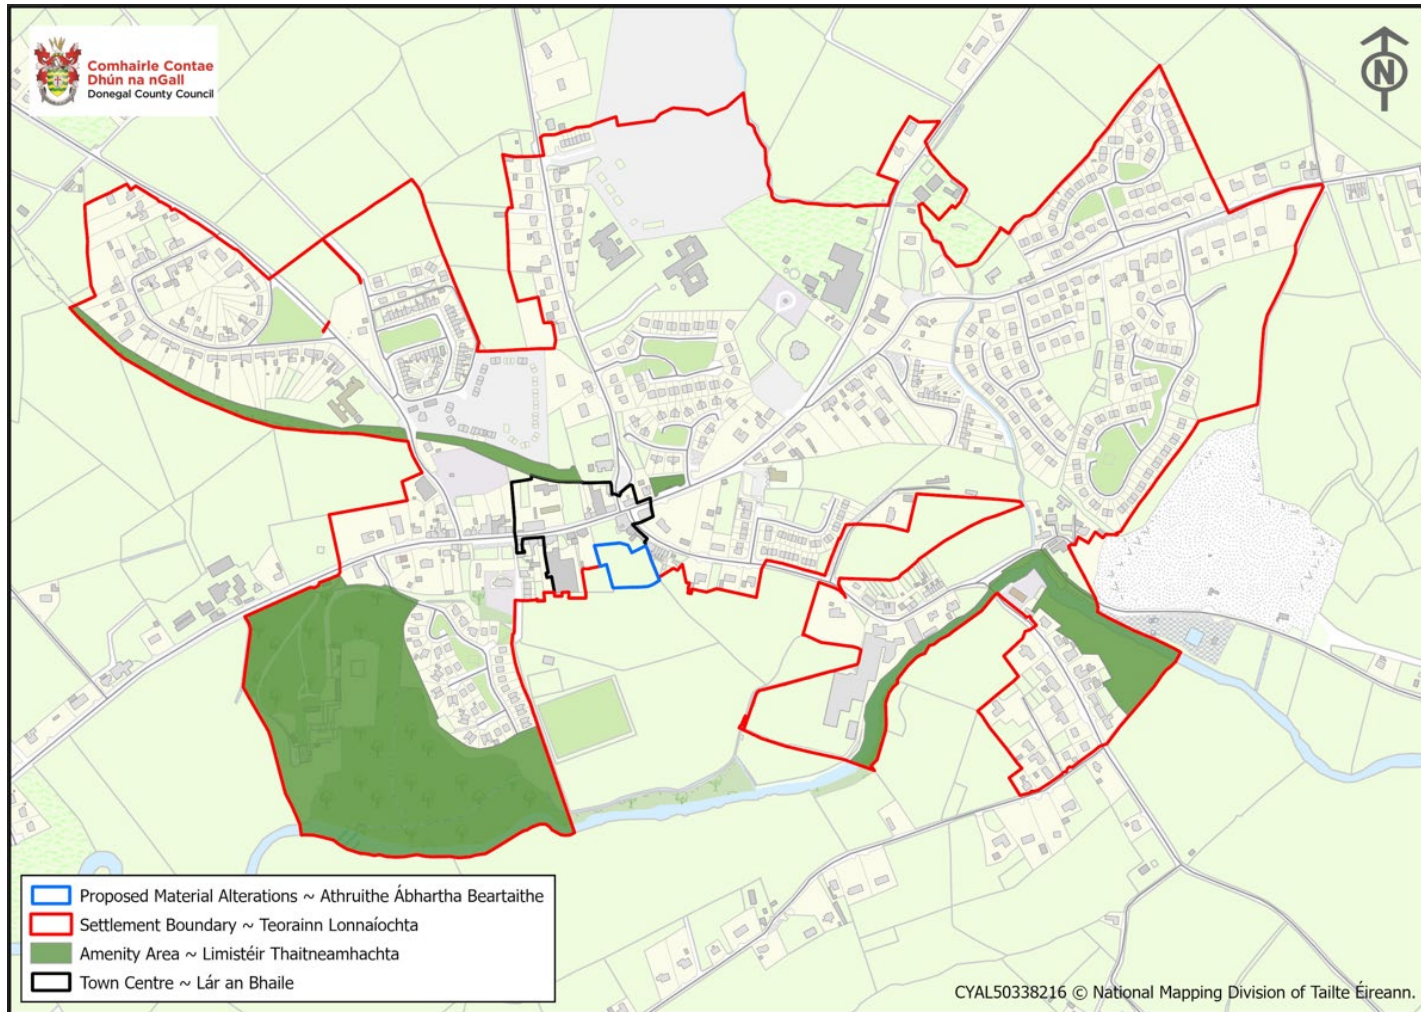 Comhairle Contae
Dhún na nGall
Donegal County Council
N
Proposed Material Alterations ~ Athruithe Ábhartha Beartaithe
Settlement Boundary ~ Teorainn Lonnaíochta
Amenity Area ~ Limistéir Thaitneamhachta
Town Centre ~ Lár an Bhaile
CYAL50338216 © National Mapping Division of Tailte Éireann.